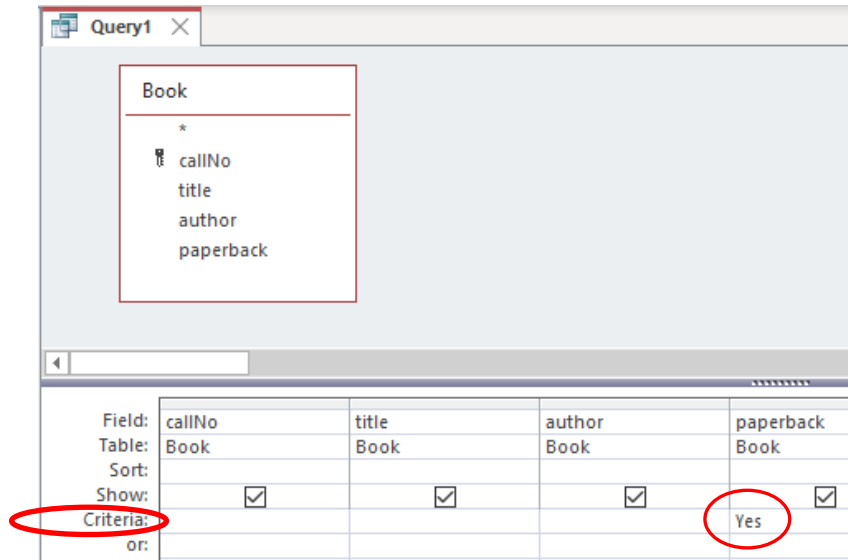 Query1
Book
*
callNo
title
author
paperback
Field: callNo title author paperback
Table: Book Book Book Book
Sort:
Show:
Criteria: Yes
or: